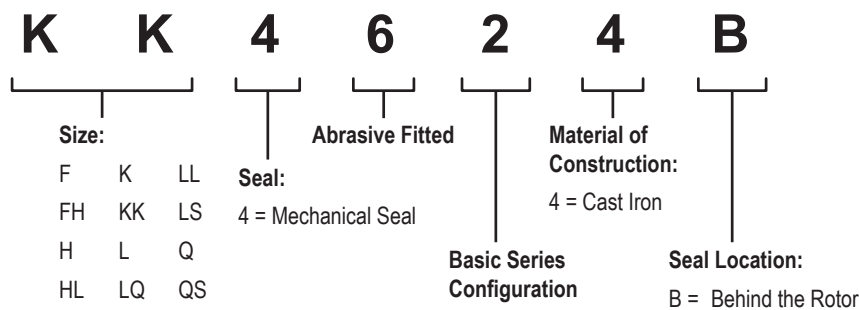 K K 4 6 2 4 B
Size:
F K LL
FH KK LS
H L Q
HL LQ QS
Seal:
4 = Mechanical Seal
Abrasive Fitted
Basic Series
Configuration
Material of
Construction:
4 = Cast Iron
Seal Location:
B = Behind the Rotor